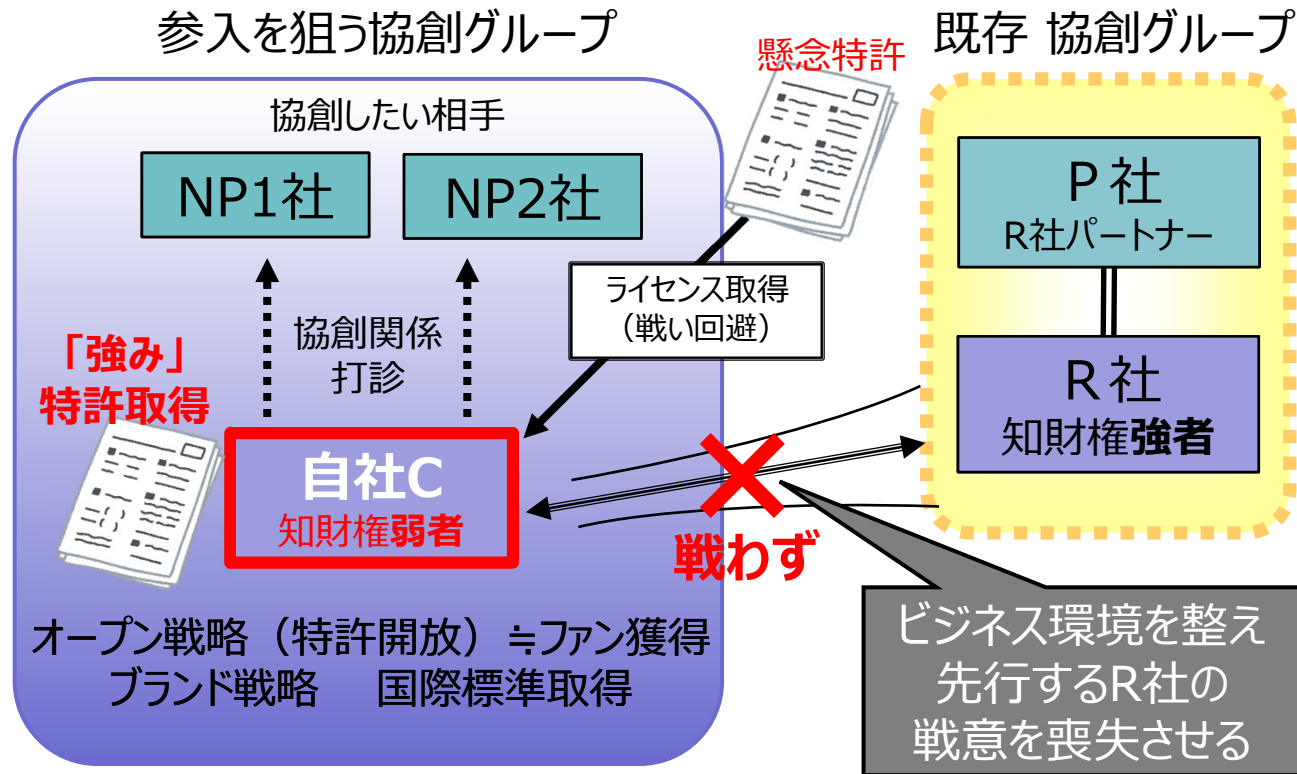 参入を狙う協創グループ
既存 協創グループ
懸念特許
協創したい相手
NP1社
NP2社
P 社
R社パートナー
ライセンス取得
（戦い回避）
協創関係
打診
「強み」
特許取得
R 社
知財権強者
自社C
知財権弱者
戦わず
オープン戦略（特許開放）≒ファン獲得
ブランド戦略　国際標準取得
ビジネス環境を整え
先行するR社の
戦意を喪失させる